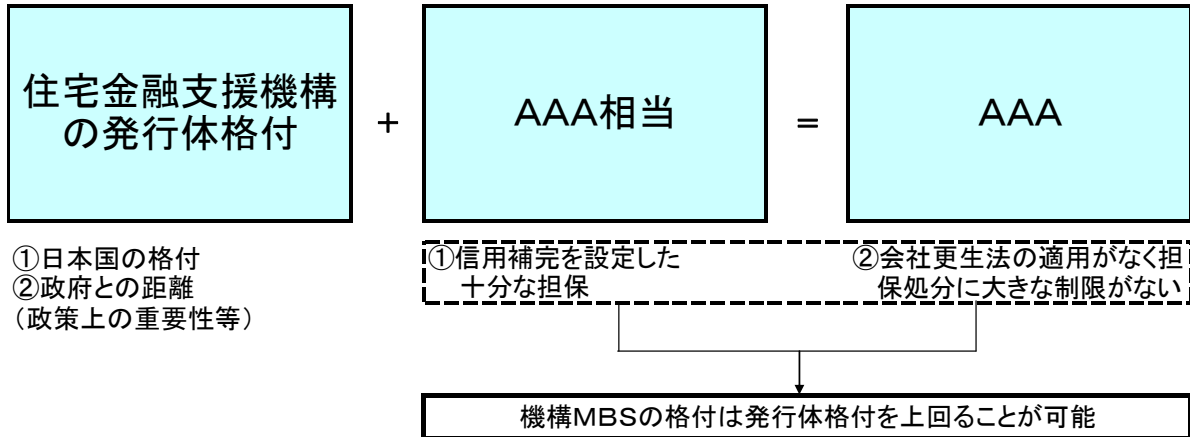 住宅金融支援機構
の発行体格付
+
AAA相当
=
AAA
①日本国の格付
②政府との距離
(政策上の重要性等)
①信用補完を設定した
十分な担保
②会社更生法の適用がなく担
保処分に大きな制限がない
機構MBSの格付は発行体格付を上回ることが可能